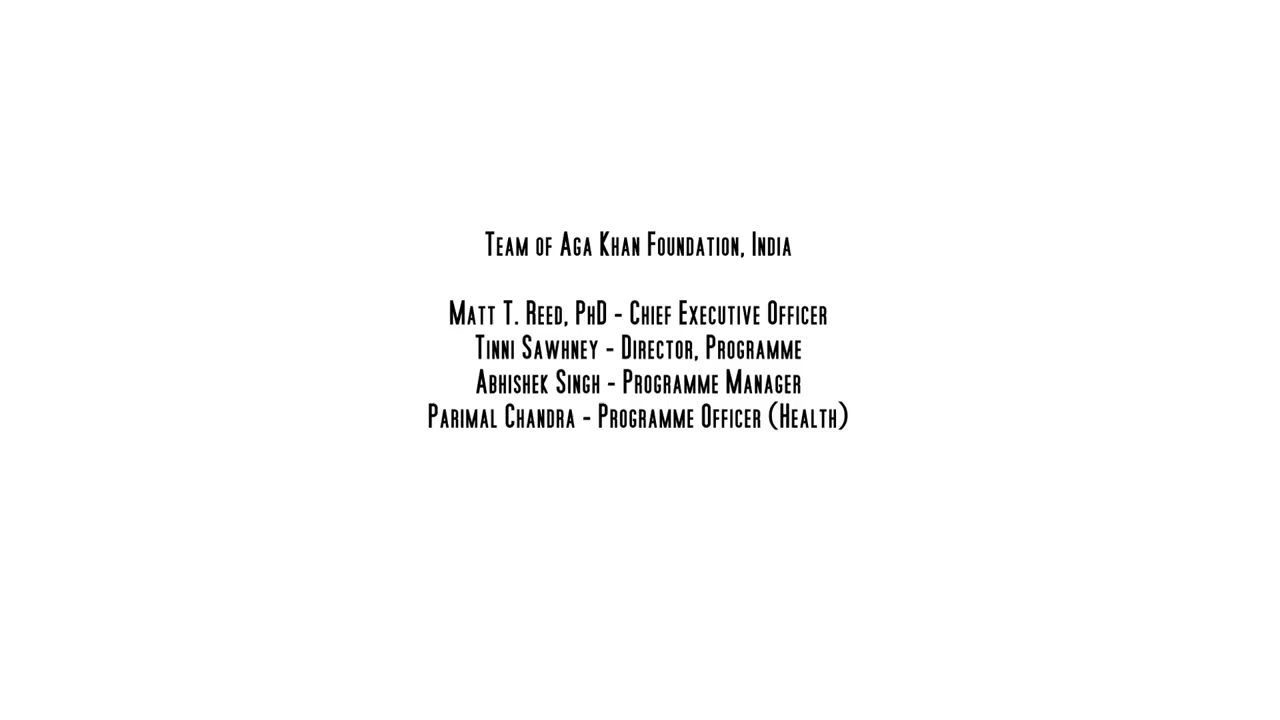 Team of Aga Khan Foundation, India
Matt T. Reed, PhD - Chief Executive Officer
Tinni Sawhney - Director, Programme
Abhishek Singh - Programme Manager
Parimal Chandra - Programme Officer (Health)